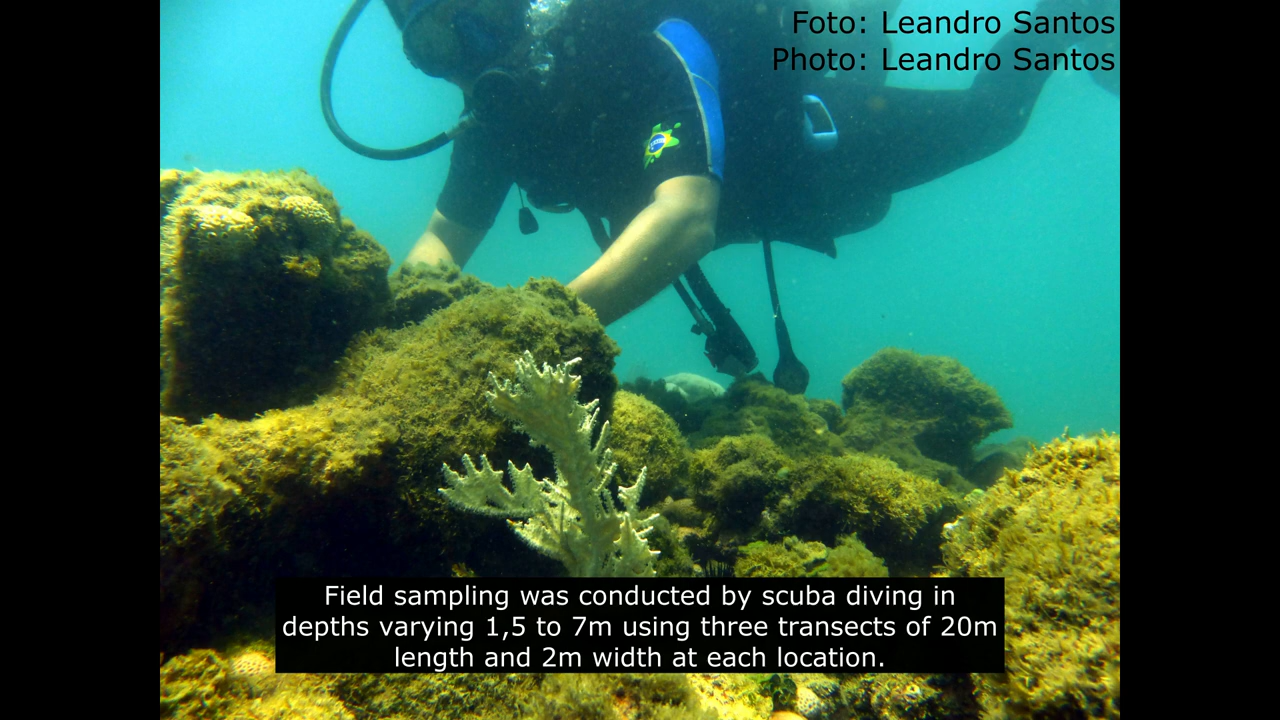 Foto: Leandro Santos
Photo: Leandro Santos
Field sampling was conducted by scuba diving in
depths varying 1,5 to 7m using three transects of 20m
length and 2m width at each location.